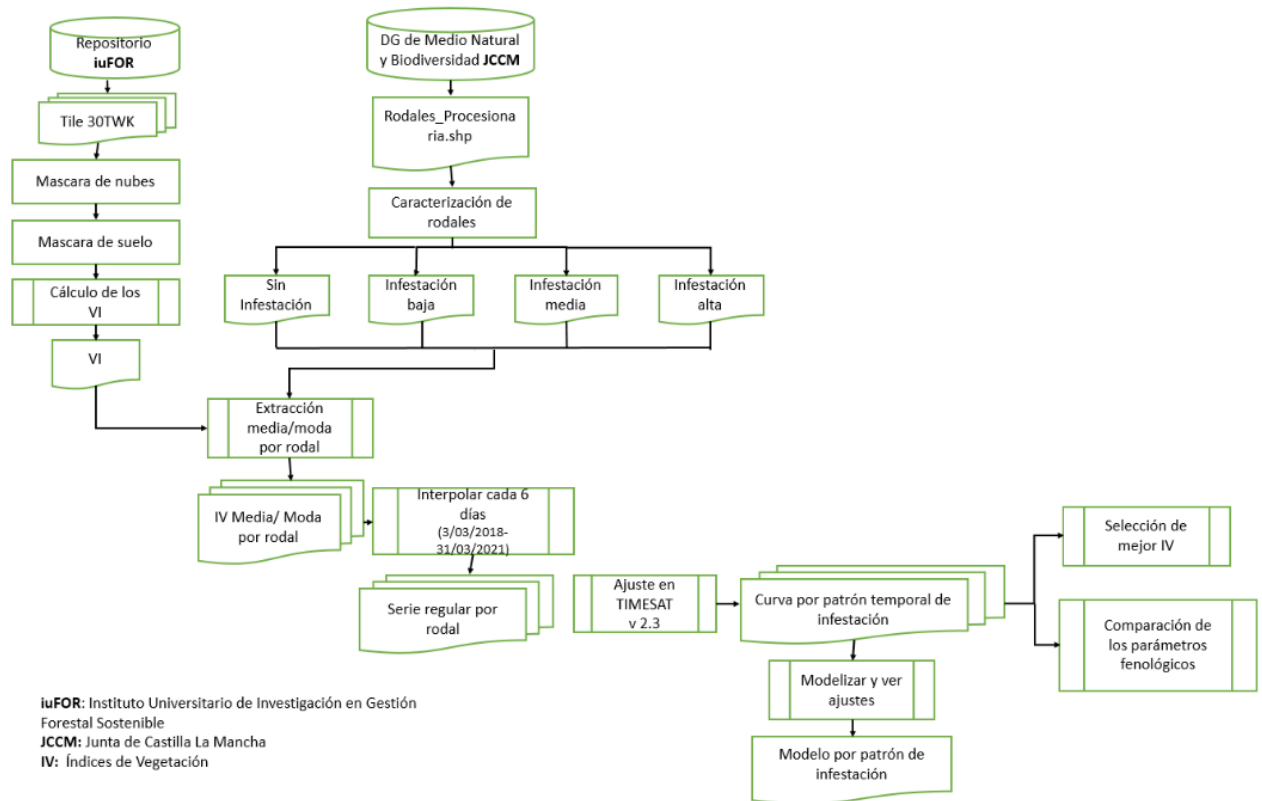 Repositorio
iuFOR
DG de Medio Natural
y Biodiversidad JCCM
Tile 30TWK
Rodales_Procesiona
ria.shp
Mascara de nubes
Caracterización de
rodales
Mascara de suelo
Cálculo de los
VI
Sin
Infestación
Infestación
baja
Infestación
media
Infestación
alta
VI
Extracción
media/moda
por rodal
IV Media/ Moda
por rodal
Interpolar cada 6
días
(3/03/2018-
31/03/2021)
Serie regular por
rodal
Ajuste en
TIMESAT
v 2.3
Curva por patrón temporal de
infestación
Selección de
mejor IV
Comparación de
los parámetros
fenológicos
Modelizar y ver
ajustes
Modelo por patrón de
infestación
iuFOR: Instituto Universitario de Investigación en Gestión
Forestal Sostenible
JCCM: Junta de Castilla La Mancha
IV: Índices de Vegetación